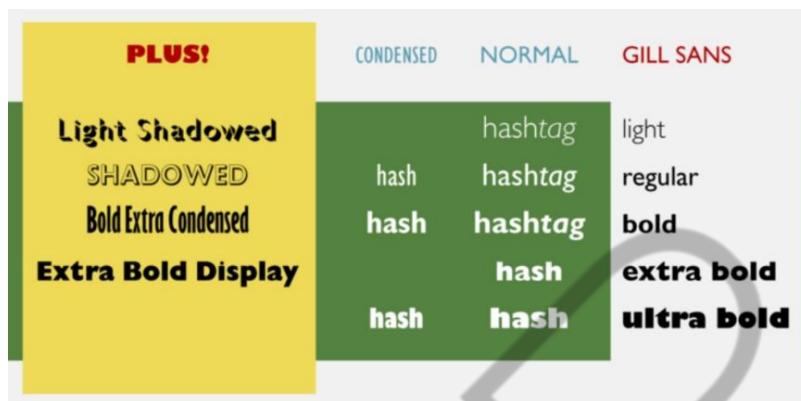 PLUS! CONDENSED NORMAL GILL SANS
Light Shadowed hashtag light
SHADOWED hash hashtag regular
Bold Extra Condensed hash hashtag bold
Extra Bold Display hash extra bold
hash hash ultra bold